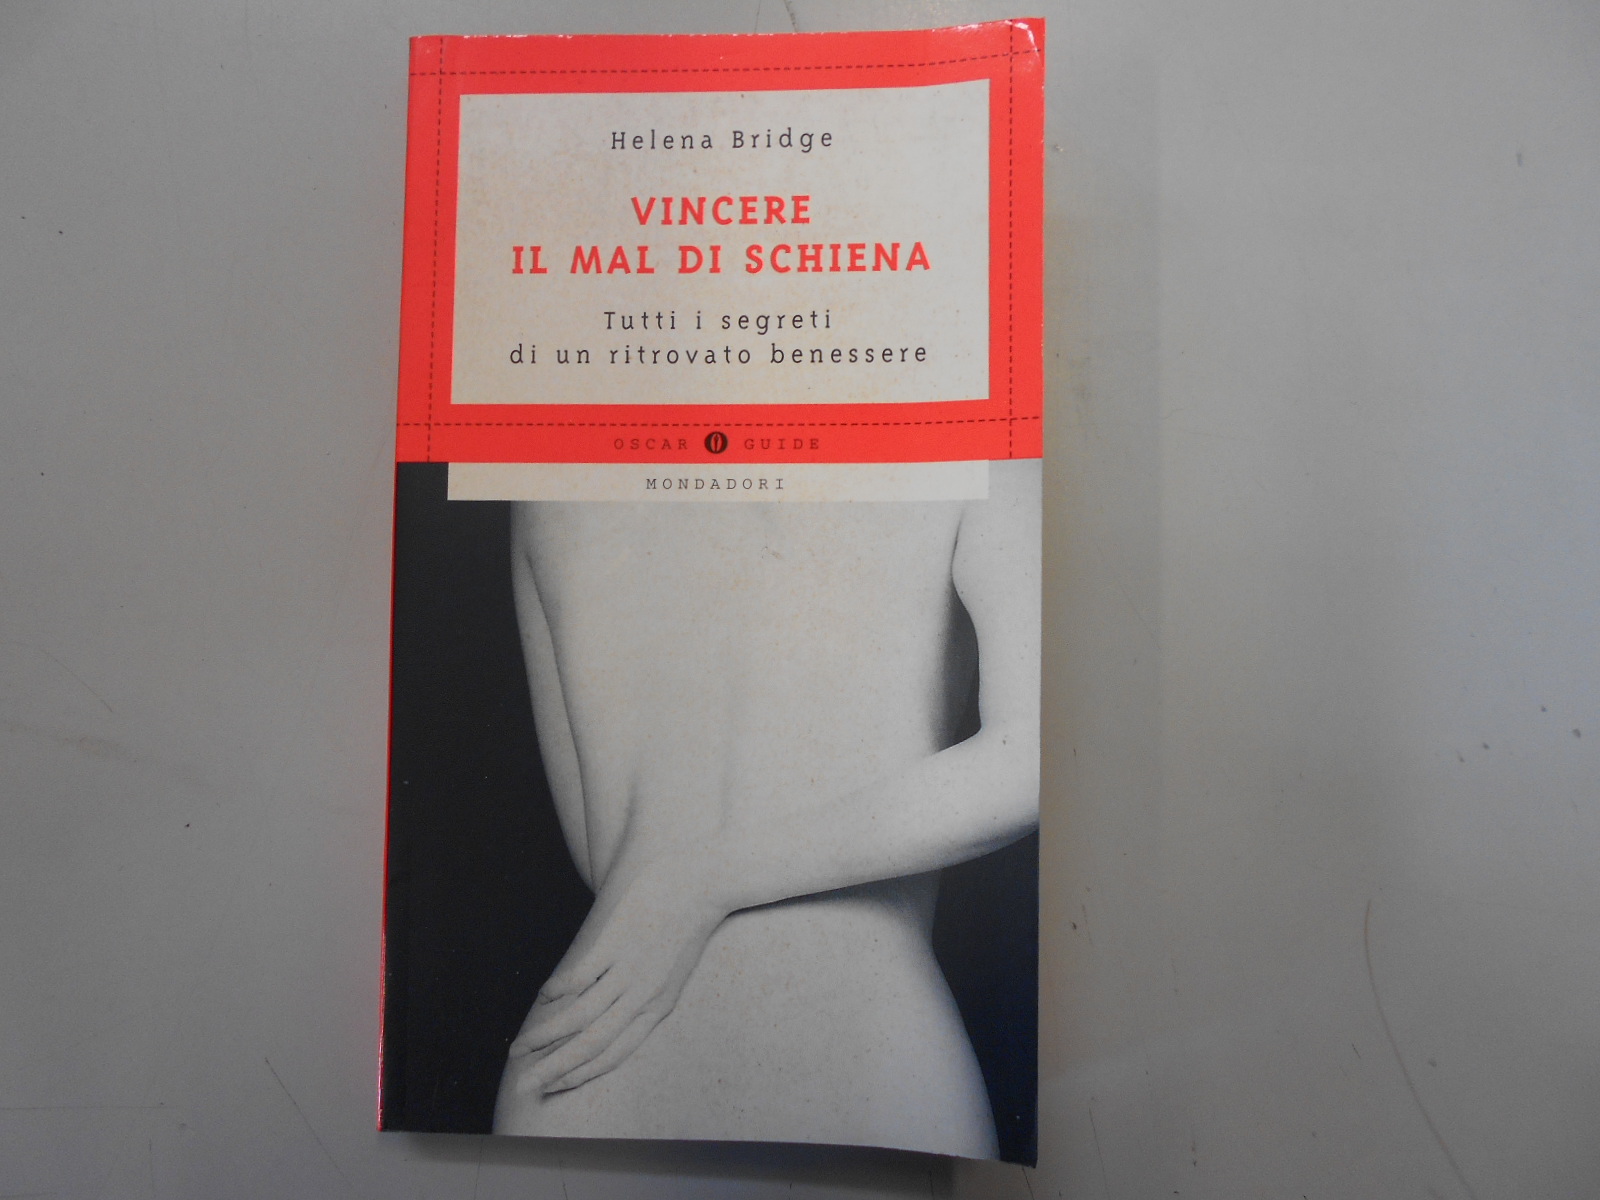 Helena Bridge
VINCERE
IL MAL DI SCHIENA
Tutti i segreti
di un ritrovato benessere
OSCAR GUIDE
MONDADORI